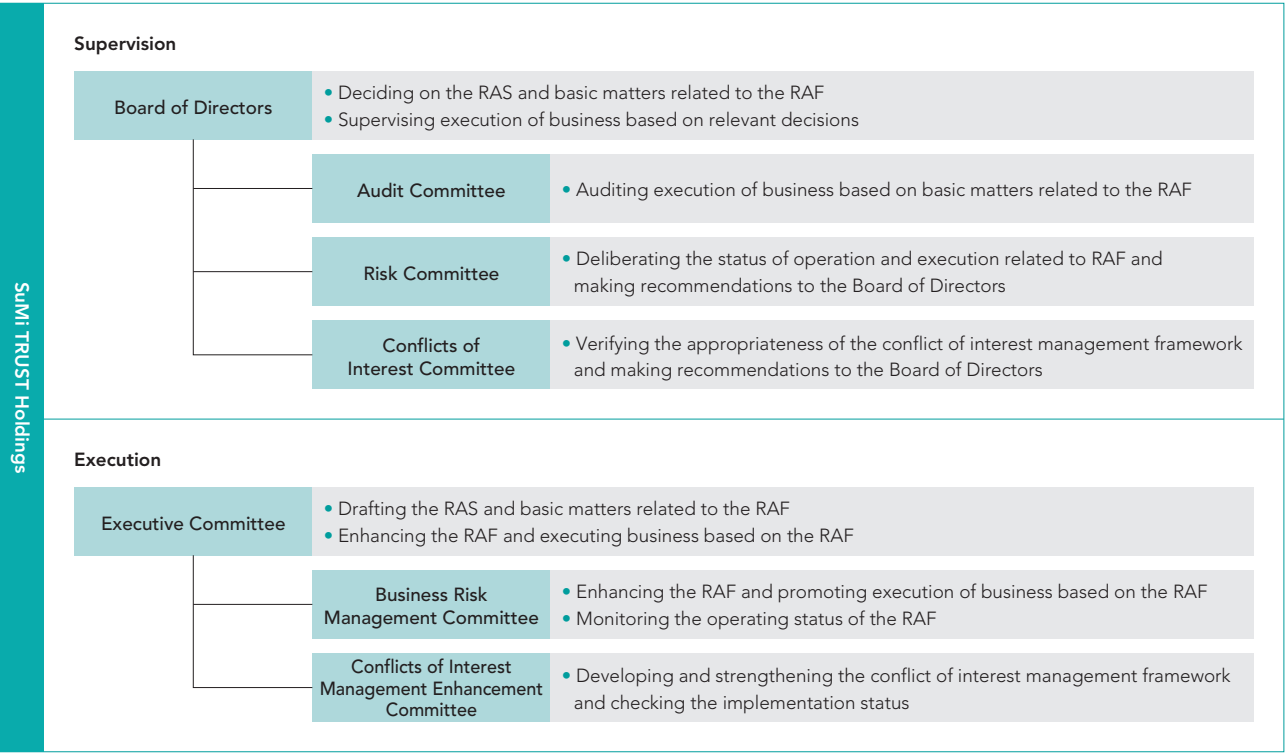 SuMi TRUST Holdings
Supervision
Board of Directors
• Deciding on the RAS and basic matters related to the RAF
• Supervising execution of business based on relevant decisions
Audit Committee
• Auditing execution of business based on basic matters related to the RAF
Risk Committee
• Deliberating the status of operation and execution related to RAF and
making recommendations to the Board of Directors
Conflicts of
Interest Committee
• Verifying the appropriateness of the conflict of interest management framework
and making recommendations to the Board of Directors
Execution
Executive Committee
• Drafting the RAS and basic matters related to the RAF
• Enhancing the RAF and executing business based on the RAF
Business Risk
Management Committee
• Enhancing the RAF and promoting execution of business based on the RAF
• Monitoring the operating status of the RAF
Conflicts of Interest
Management Enhancement
Committee
• Developing and strengthening the conflict of interest management framework
and checking the implementation status